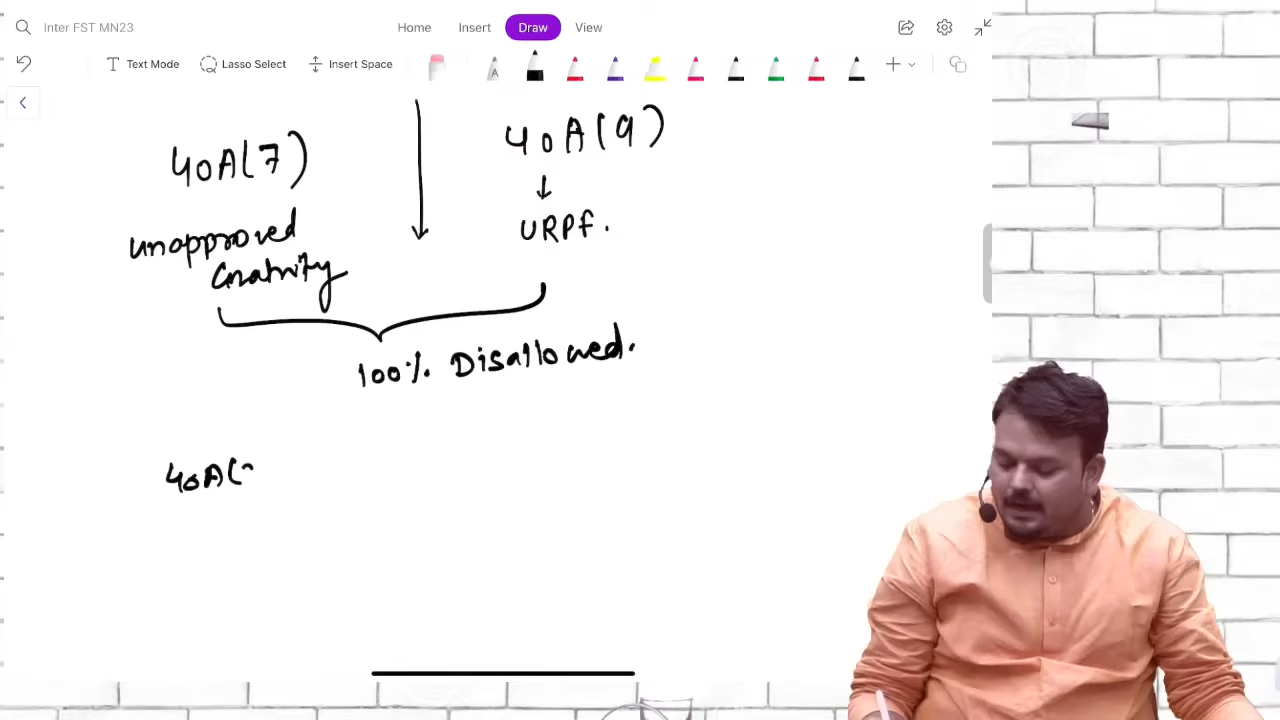 Inter FST MN23
Home Insert Draw View
Text Mode Lasso Select Insert Space
40A(7)
40A(9)
unapproved
Gratuity
URPF.
100% Disallowed.
40A(